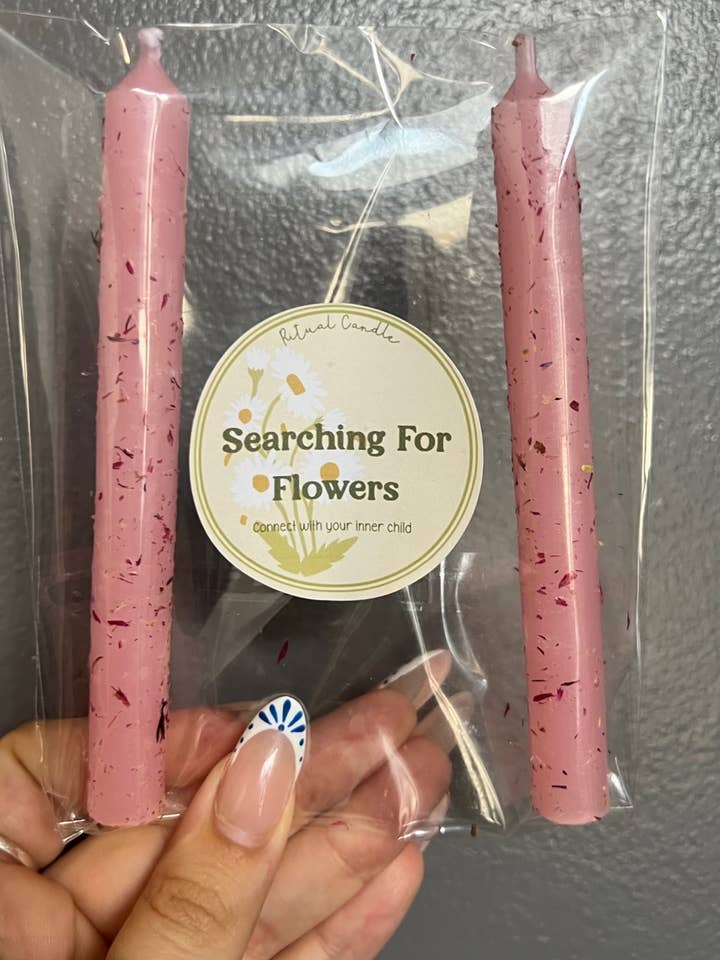 Ritual Candle
Searching For
Flowers
Connect with your inner child